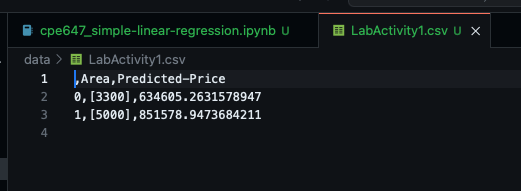 cpe647_simple-linear-regression.ipynb U
LabActivity1.csv U
data > LabActivity1.csv
1 ,Area,Predicted-Price
2 0,[3300],634605.2631578947
3 1,[5000],851578.9473684211
4